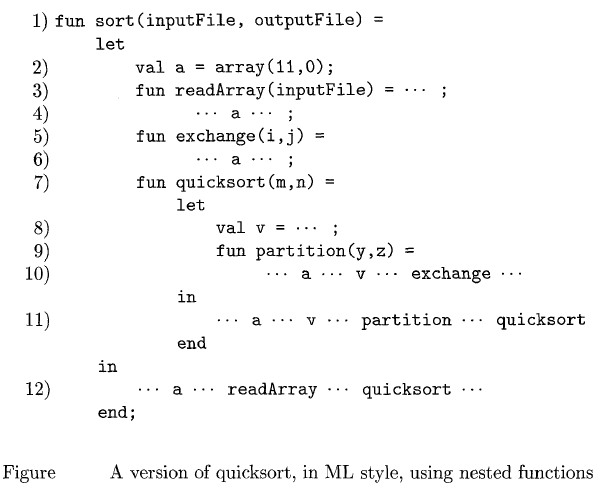 1) fun sort(inputFile, outputFile) =
let
2) val a = array(11,0);
3) fun readArray(inputFile) = ··· ;
4) ··· a ··· ;
5) fun exchange(i,j) =
6) ··· a ··· ;
7) fun quicksort(m,n) =
let
8) val v = ··· ;
9) fun partition(y,z) =
10) ··· a ··· v ··· exchange ···
in
11) ··· a ··· v ··· partition ··· quicksort
end
in
12) ··· a ··· readArray ··· quicksort ···
end;
Figure A version of quicksort, in ML style, using nested functions